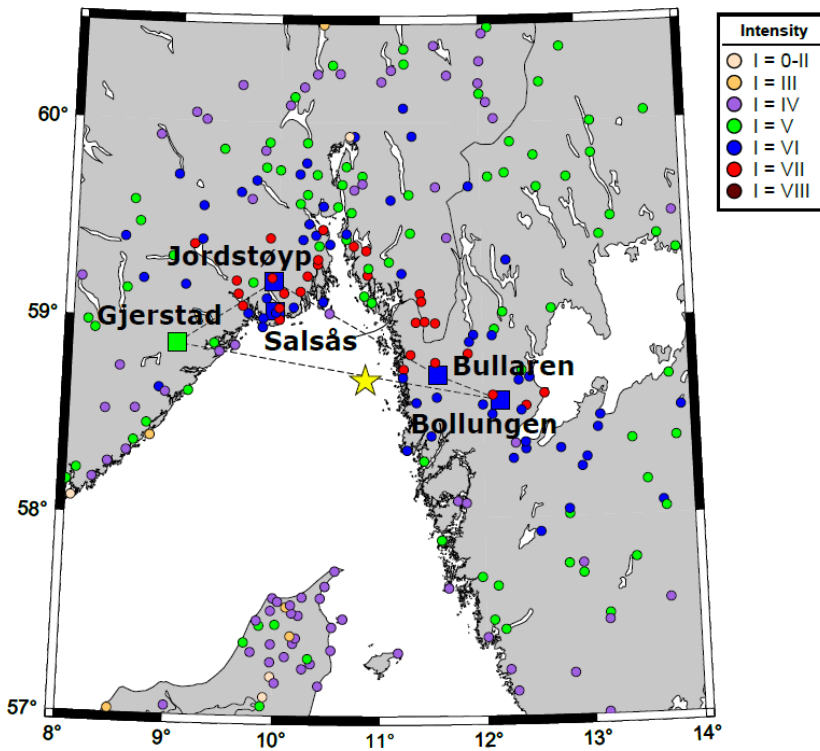 Intensity
I = 0-II
I = III
I = IV
I = V
I = VI
I = VII
I = VIII
60°
59°
58°
57°
Jordstøyp
Gjerstad
Salsås
Bullaren
Bollungen
8°
9°
10°
11°
12°
13°
14°